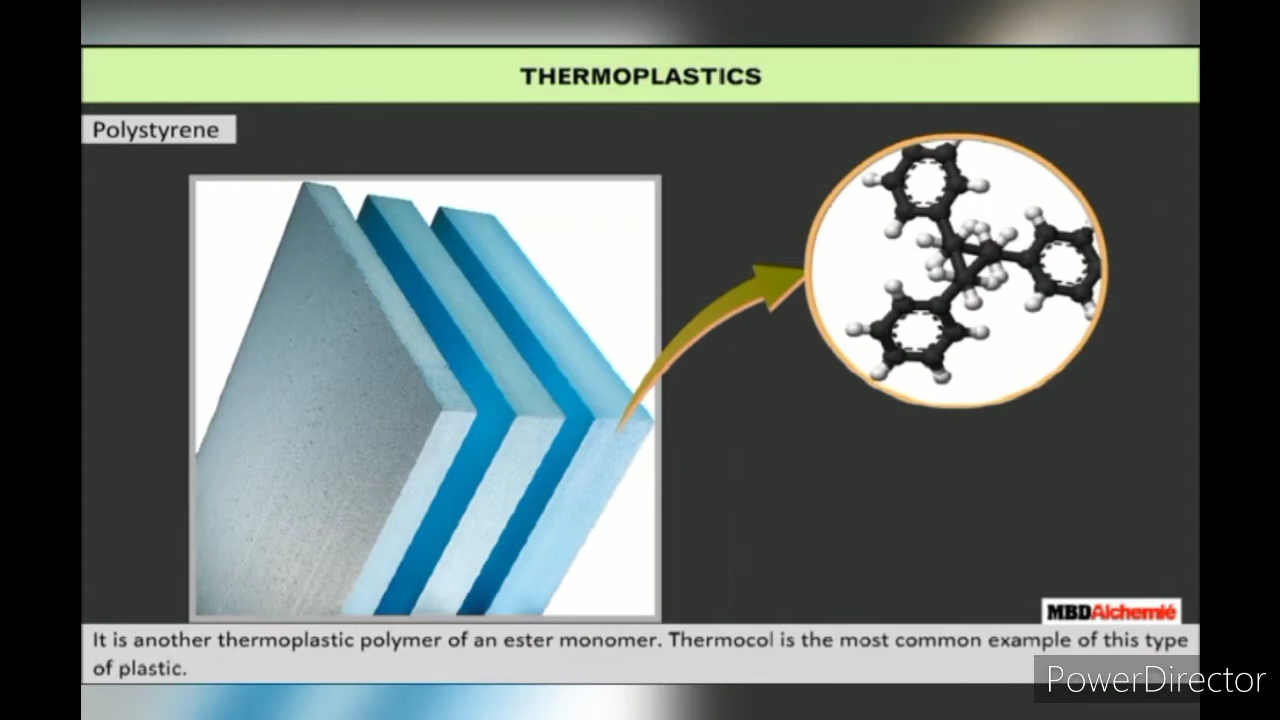 THERMOPLASTICS
Polystyrene
MBDAlchemié
It is another thermoplastic polymer of an ester monomer. Thermocol is the most common example of this type
of plastic.
PowerDirector